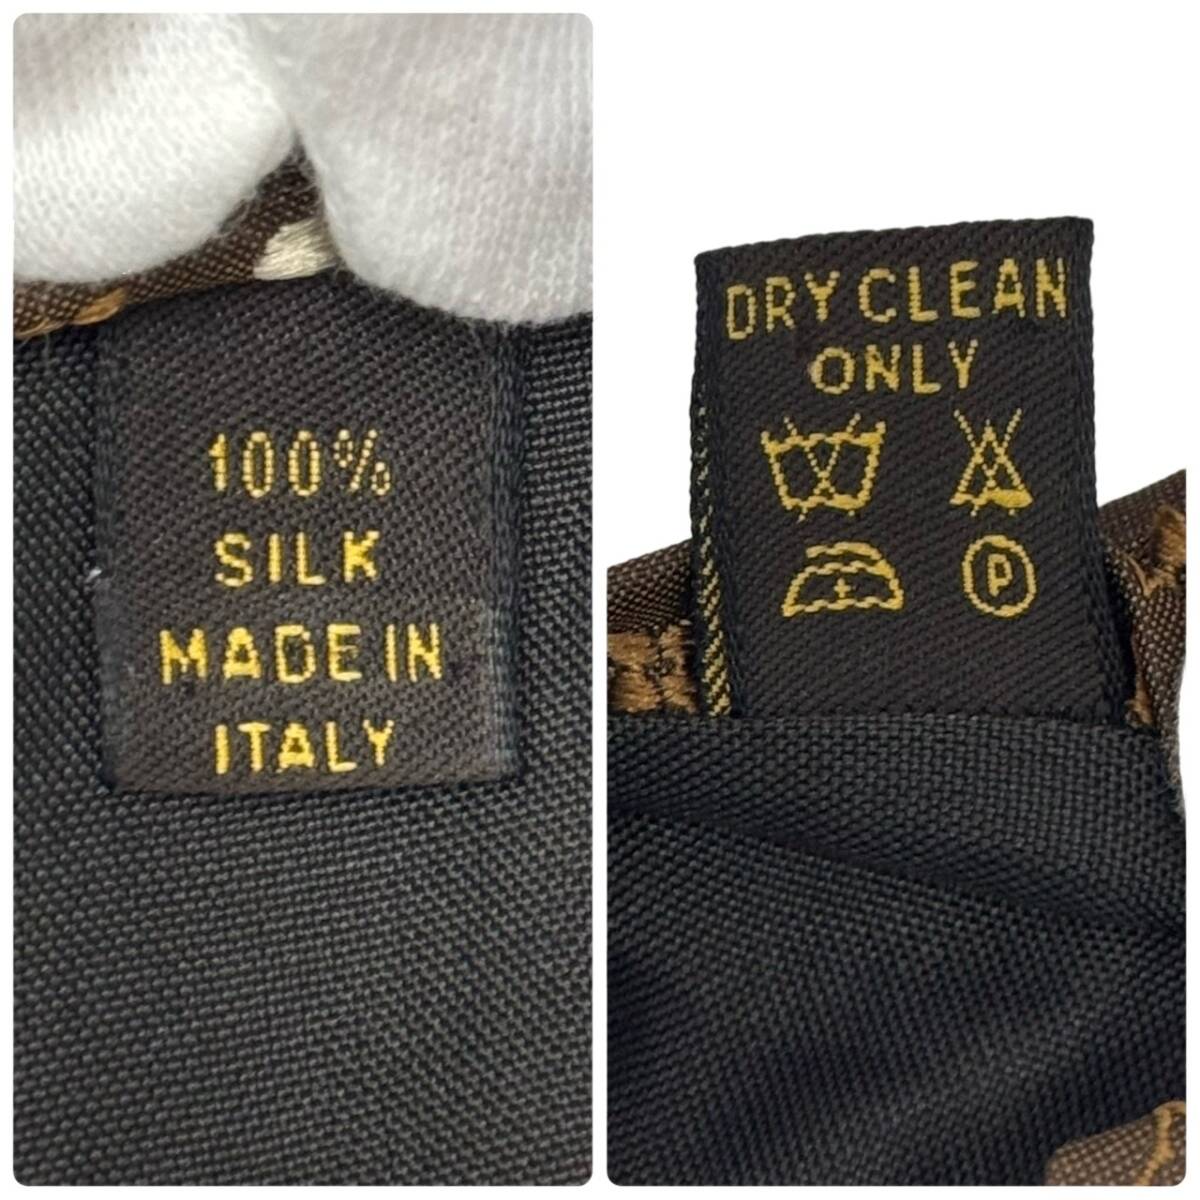 100%
SILK
MADE IN
ITALY
DRY CLEAN
ONLY
P